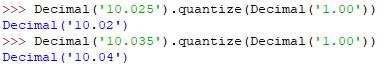 >>> Decimal('10.025').quantize(Decimal('1.00'))
Decimal('10.02')
>>> Decimal('10.035').quantize(Decimal('1.00'))
Decimal('10.04')